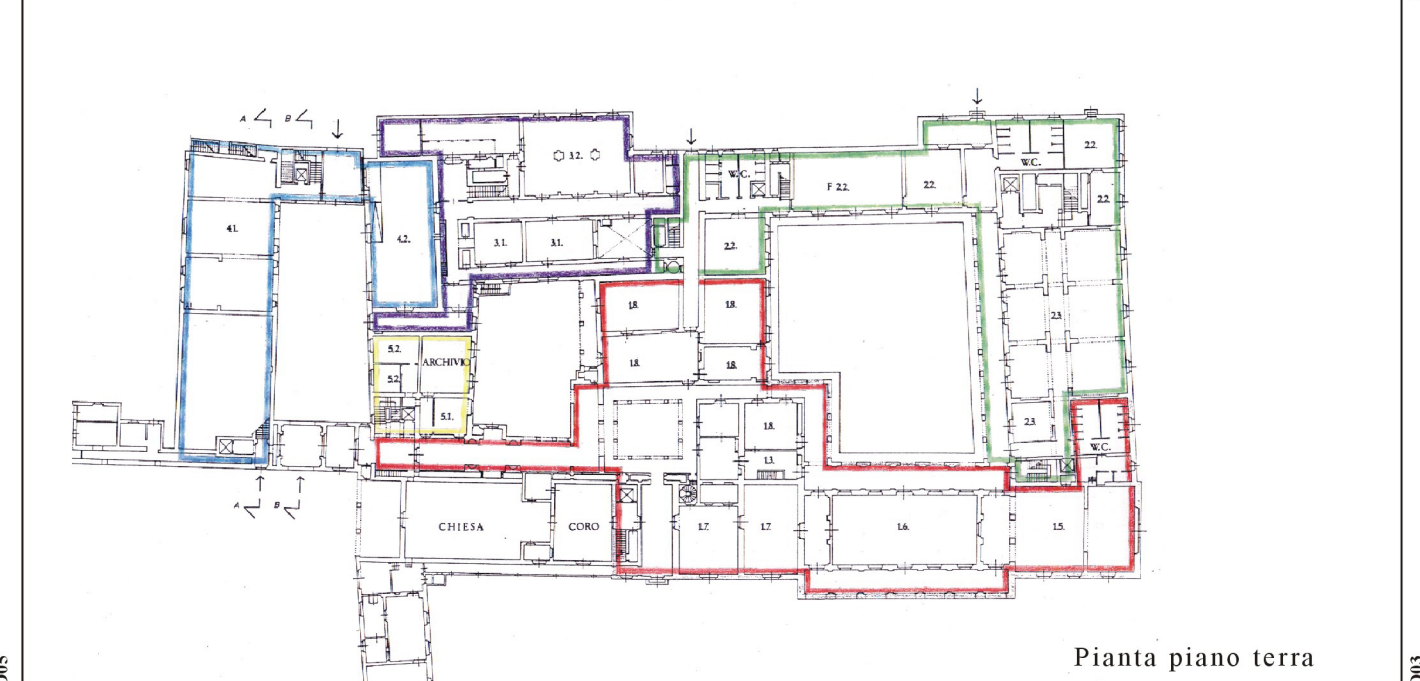 A B
W.C.
2.2.
3.2.
W.C.
F 2.2.
2.2.
2.2.
4.1.
4.2.
3.1.
3.1.
2.2.
1.8.
1.8.
2.3.
5.2.
ARCHIVIO
1.8.
1.8.
5.2.
5.1.
1.8.
2.3.
1.3.
W.C.
A B
CHIESA
CORO
1.7.
1.7.
1.6.
1.5.
Pianta piano terra